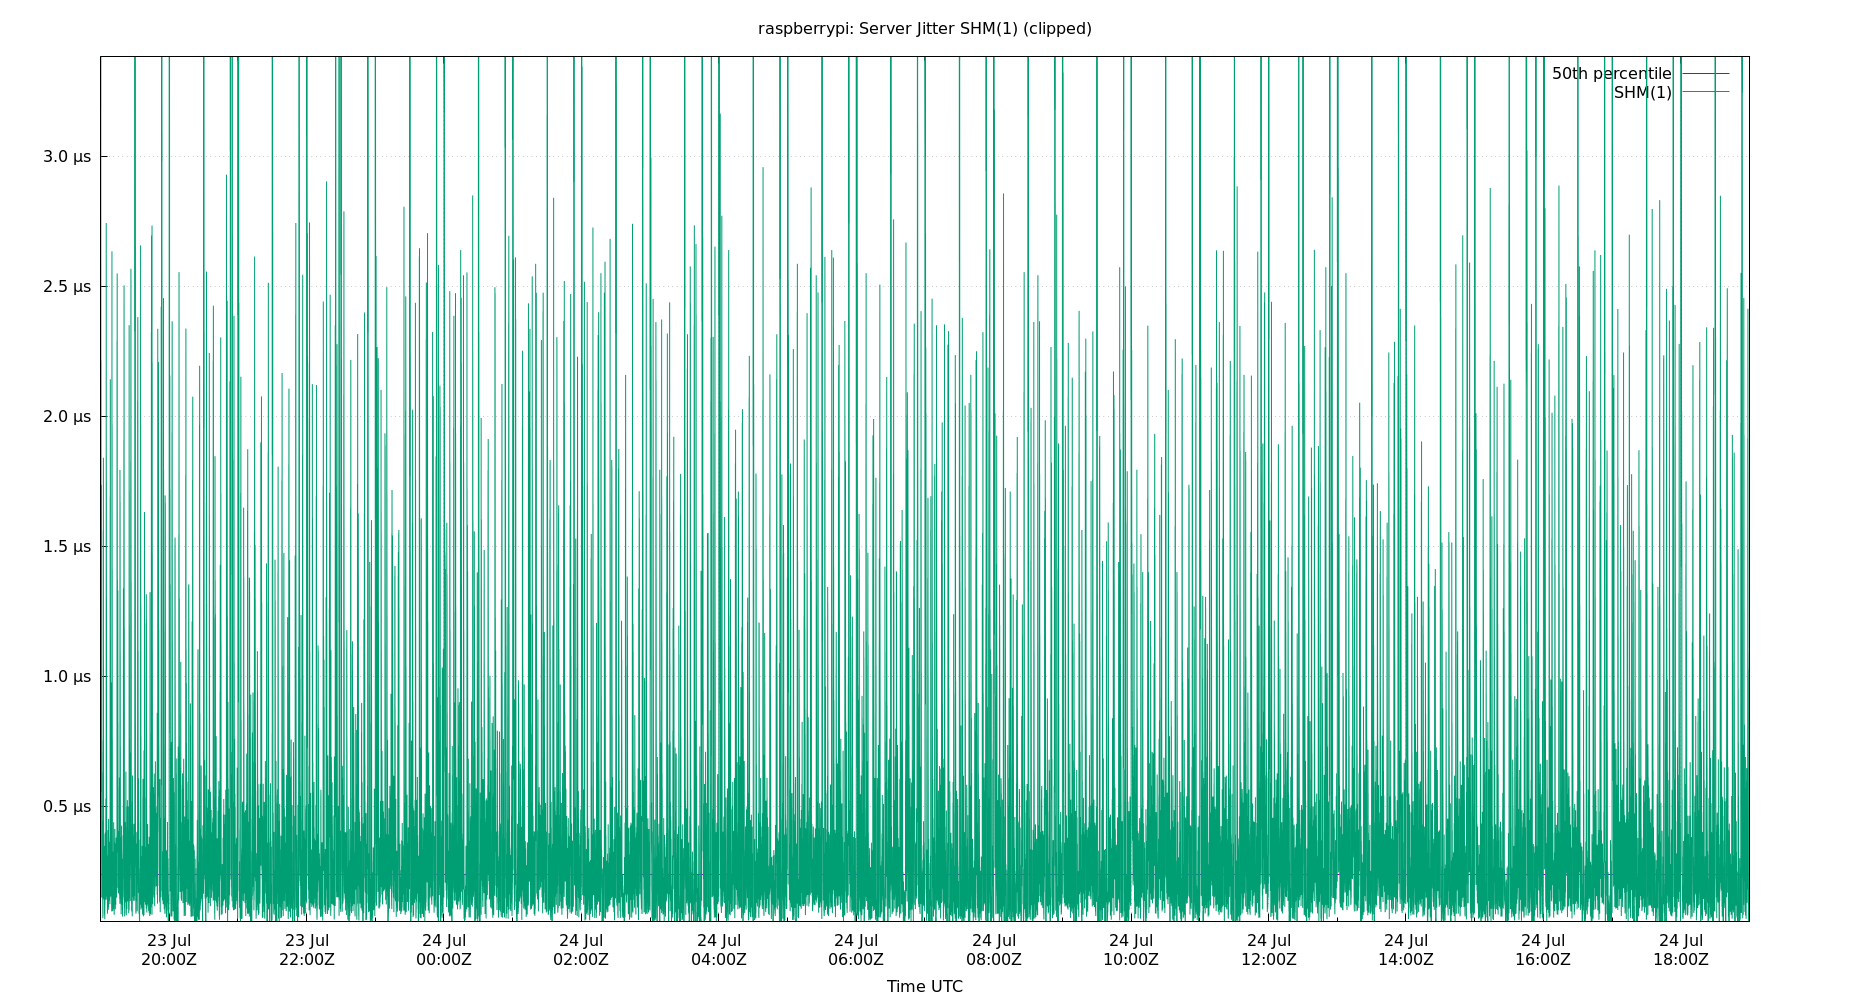 raspberrypi: Server Jitter SHM(1) (clipped)
50th percentile
SHM(1)
3.0 µs
2.5 µs
2.0 µs
1.5 µs
1.0 µs
0.5 µs
23 Jul 23 Jul 24 Jul 24 Jul 24 Jul 24 Jul 24 Jul 24 Jul 24 Jul 24 Jul 24 Jul 24 Jul
20:00Z 22:00Z 00:00Z 02:00Z 04:00Z 06:00Z 08:00Z 10:00Z 12:00Z 14:00Z 16:00Z 18:00Z
Time UTC